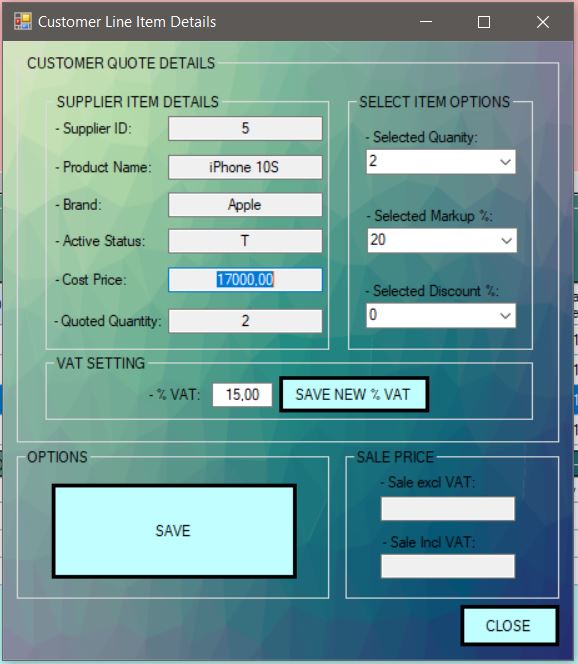 Customer Line Item Details
CUSTOMER QUOTE DETAILS
SUPPLIER ITEM DETAILS
- Supplier ID: 5
- Product Name: iPhone 10S
- Brand: Apple
- Active Status: T
- Cost Price: 17000,00
- Quoted Quantity: 2
SELECT ITEM OPTIONS
- Selected Quanity:
2
- Selected Markup %:
20
- Selected Discount %:
0
VAT SETTING
- % VAT: 15,00 SAVE NEW % VAT
OPTIONS
SAVE
SALE PRICE
- Sale excl VAT:
- Sale Incl VAT:
CLOSE